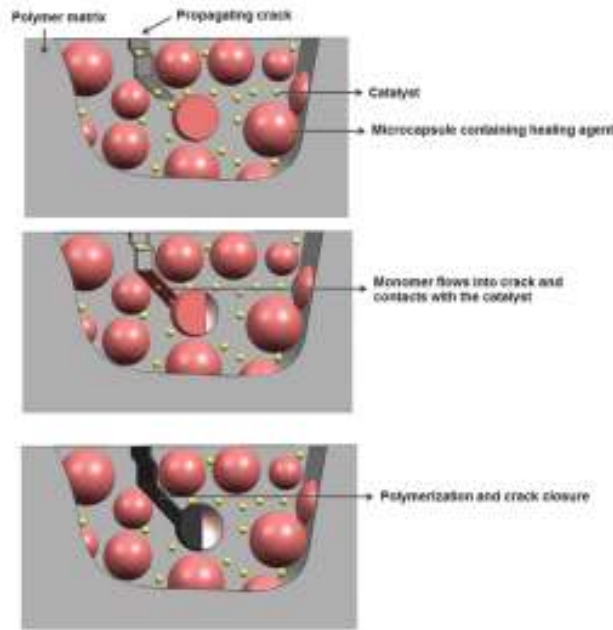 Polymer matrix
Propagating crack
Catalyst
Microcapsule containing healing agent
Monomer flows into crack and
contacts with the catalyst
Polymerization and crack closure